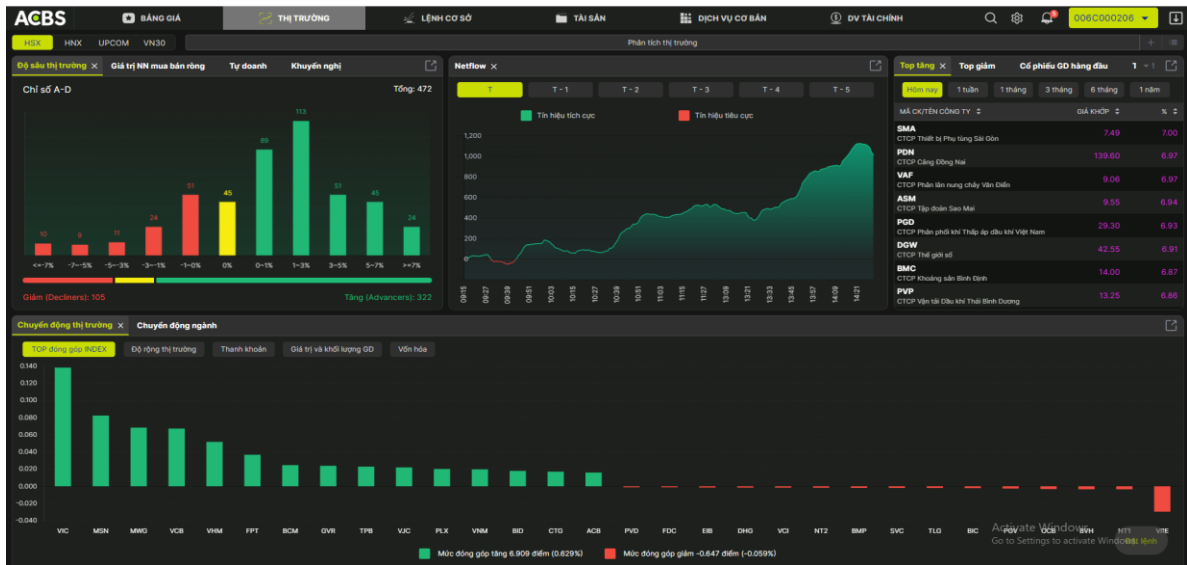 ACBS BẢNG GIÁ THỊ TRƯỜNG LỆNH CƠ SỞ TÀI SẢN DỊCH VỤ CƠ BẢN DV TÀI CHÍNH 006C000206
HSX HNX UPCOM VN30 Phân tích thị trường
Độ sâu thị trường × Giá trị NN mua bán ròng Tự doanh Khuyến nghị
Chỉ số A-D Tổng: 472
113
89
51 45 51 45
24 24
10 9 11
<=-7% -7~-5% -5~-3% -3~-1% -1~0% 0% 0~1% 1~3% 3~5% 5~7% >=7%
Giảm (Decliners): 105 Tăng (Advancers): 322
Netflow ×
T T - 1 T - 2 T - 3 T - 4 T - 5
Tín hiệu tích cực Tín hiệu tiêu cực
1,200
1,000
800
600
400
200
0
09:15 09:27 09:39 09:51 10:03 10:15 10:27 10:39 10:51 11:03 11:15 11:27 13:09 13:21 13:33 13:45 13:57 14:09 14:21
Top tăng × Top giảm Cổ phiếu GD hàng đầu 1
Hôm nay 1 tuần 1 tháng 3 tháng 6 tháng 1 năm
MÃ CK/TÊN CÔNG TY GIÁ KHỚP %
SMA 7.49 7.00
CTCP Thiết bị Phụ tùng Sài Gòn
PDN 139.60 6.97
CTCP Cảng Đồng Nai
VAF 9.06 6.97
CTCP Phân lân nung chảy Văn Điển
ASM 9.55 6.94
CTCP Tập đoàn Sao Mai
PGD 29.30 6.93
CTCP Phân phối khí Thấp áp dầu khí Việt Nam
DGW 42.55 6.91
CTCP Thế giới số
BMC 14.00 6.87
CTCP Khoáng sản Bình Định
PVP 13.25 6.86
CTCP Vận tải Dầu khí Thái Bình Dương
Chuyển động thị trường × Chuyển động ngành
TOP đóng góp INDEX Độ rộng thị trường Thanh khoản Giá trị và khối lượng GD Vốn hóa
0.140
0.120
0.100
0.080
0.060
0.040
0.020
0.000
-0.020
-0.040
VIC MSN MWG VCB VHM FPT BCM GVR TPB VJC PLX VNM BID CTG ACB PVD FDC EIB DHG VCI NT2 BMP SVC TLG BIC PGV OCB BVH VRE
Activate Windows
Go to Settings to activate Windows.
Đặt lệnh
Mức đóng góp tăng 6.909 điểm (0.629%) Mức đóng góp giảm -0.647 điểm (-0.059%)